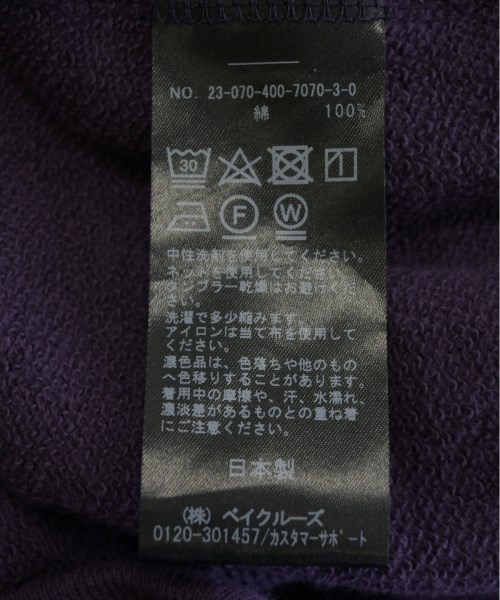 NO. 23-070-400-7070-3-0
綿 100%
30
F W
中性洗剤を使用してください。
ネットを使用してください。
タンブラー乾燥はお避けくだ
さい。
洗濯で多少縮みます。
アイロンは当て布を使用して
ください。
濃色品は、色落ちや他のもの
へ色移りすることがあります。
着用中の摩擦や、汗、水濡れ、
濃淡差があるものとの重ね着
にご注意ください。
日本製
(株) ベイクルーズ
0120-301457/カスタマーサポート